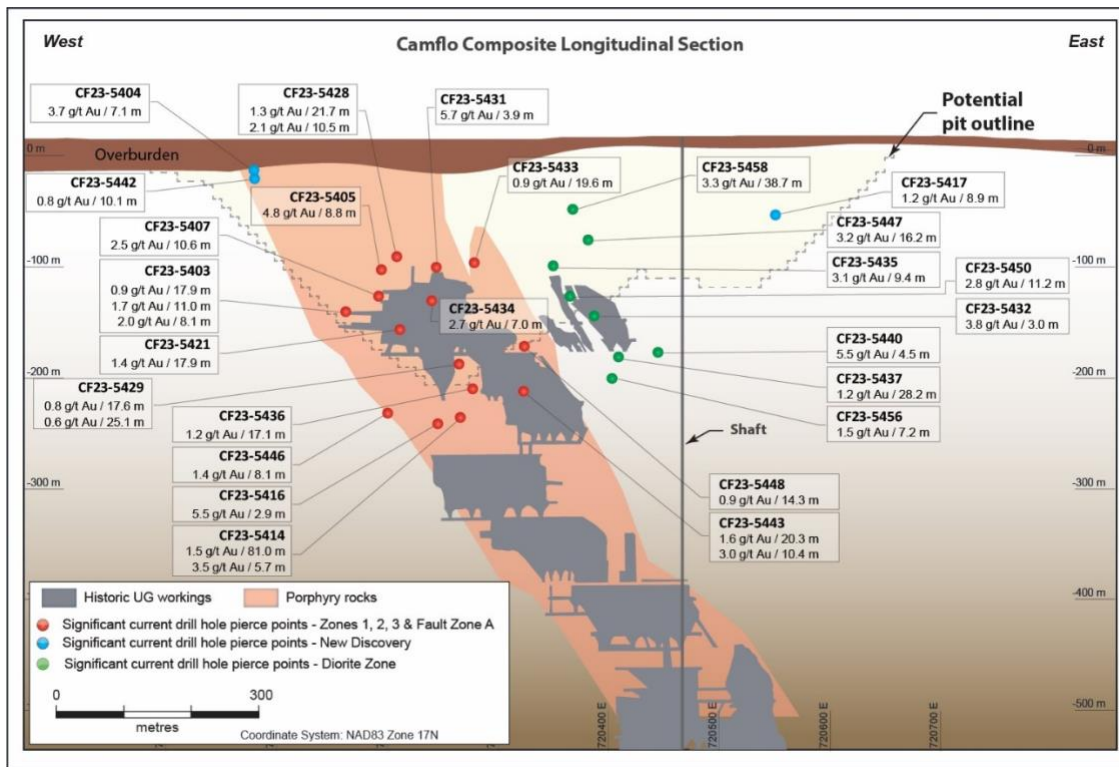 West
Camflo Composite Longitudinal Section
East
CF23-5404
3.7 g/t Au / 7.1 m
CF23-5428
1.3 g/t Au / 21.7 m
2.1 g/t Au / 10.5 m
CF23-5431
5.7 g/t Au / 3.9 m
Potential
pit outline
0 m
Overburden
0 m
CF23-5433
0.9 g/t Au / 19.6 m
CF23-5458
3.3 g/t Au / 38.7 m
CF23-5417
1.2 g/t Au / 8.9 m
CF23-5442
0.8 g/t Au / 10.1 m
CF23-5405
4.8 g/t Au / 8.8 m
CF23-5407
2.5 g/t Au / 10.6 m
CF23-5447
3.2 g/t Au / 16.2 m
CF23-5435
3.1 g/t Au / 9.4 m
-100 m
-100 m
CF23-5403
0.9 g/t Au / 17.9 m
1.7 g/t Au / 11.0 m
2.0 g/t Au / 8.1 m
CF23-5450
2.8 g/t Au / 11.2 m
CF23-5434
2.7 g/t Au / 7.0 m
CF23-5432
3.8 g/t Au / 3.0 m
CF23-5421
1.4 g/t Au / 17.9 m
CF23-5440
5.5 g/t Au / 4.5 m
CF23-5437
1.2 g/t Au / 28.2 m
-200 m
-200 m
CF23-5429
0.8 g/t Au / 17.6 m
0.6 g/t Au / 25.1 m
CF23-5436
1.2 g/t Au / 17.1 m
CF23-5456
1.5 g/t Au / 7.2 m
Shaft
CF23-5446
1.4 g/t Au / 8.1 m
CF23-5416
5.5 g/t Au / 2.9 m
CF23-5448
0.9 g/t Au / 14.3 m
-300 m
-300 m
CF23-5414
1.5 g/t Au / 81.0 m
3.5 g/t Au / 5.7 m
CF23-5443
1.6 g/t Au / 20.3 m
3.0 g/t Au / 10.4 m
Historic UG workings
Porphyry rocks
-400 m
Significant current drill hole pierce points - Zones 1, 2, 3 & Fault Zone A
Significant current drill hole pierce points - New Discovery
Significant current drill hole pierce points - Diorite Zone
0
300
metres
Coordinate System: NAD83 Zone 17N
-500 m
720400 E
720500 E
720600 E
720700 E